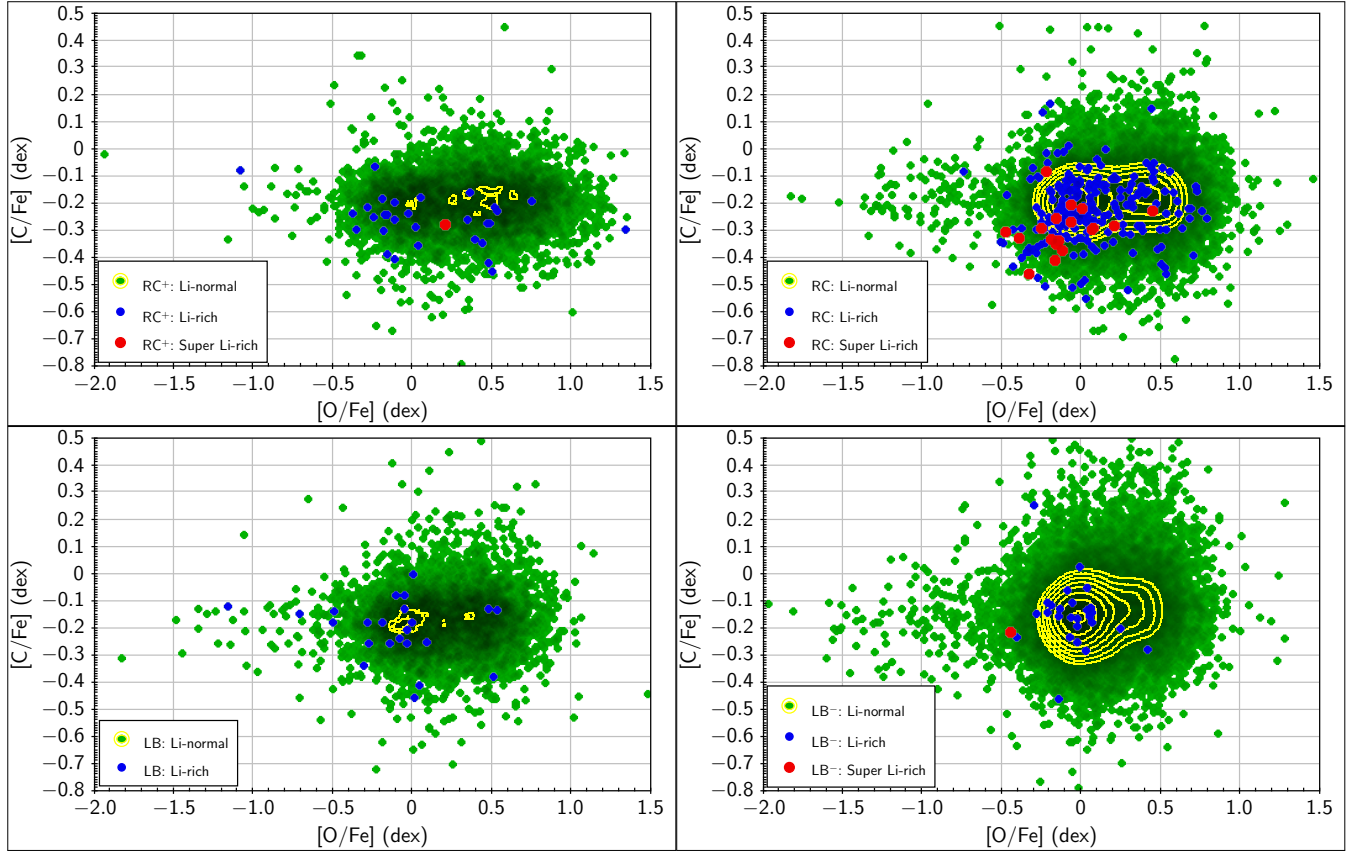 0.5
0.4
0.3
0.2
0.1
0
−0.1
−0.2
−0.3
−0.4
−0.5
−0.6
−0.7
−0.8
[C/Fe] (dex)
−2.0 −1.5 −1.0 −0.5 0 0.5 1.0 1.5
[O/Fe] (dex)
RC⁺: Li-normal
RC⁺: Li-rich
RC⁺: Super Li-rich
0.5
0.4
0.3
0.2
0.1
0
−0.1
−0.2
−0.3
−0.4
−0.5
−0.6
−0.7
−0.8
[C/Fe] (dex)
−2.0 −1.5 −1.0 −0.5 0 0.5 1.0 1.5
[O/Fe] (dex)
RC: Li-normal
RC: Li-rich
RC: Super Li-rich
0.5
0.4
0.3
0.2
0.1
0
−0.1
−0.2
−0.3
−0.4
−0.5
−0.6
−0.7
−0.8
[C/Fe] (dex)
−2.0 −1.5 −1.0 −0.5 0 0.5 1.0 1.5
[O/Fe] (dex)
LB: Li-normal
LB: Li-rich
0.5
0.4
0.3
0.2
0.1
0
−0.1
−0.2
−0.3
−0.4
−0.5
−0.6
−0.7
−0.8
[C/Fe] (dex)
−2.0 −1.5 −1.0 −0.5 0 0.5 1.0 1.5
[O/Fe] (dex)
LB⁻: Li-normal
LB⁻: Li-rich
LB⁻: Super Li-rich